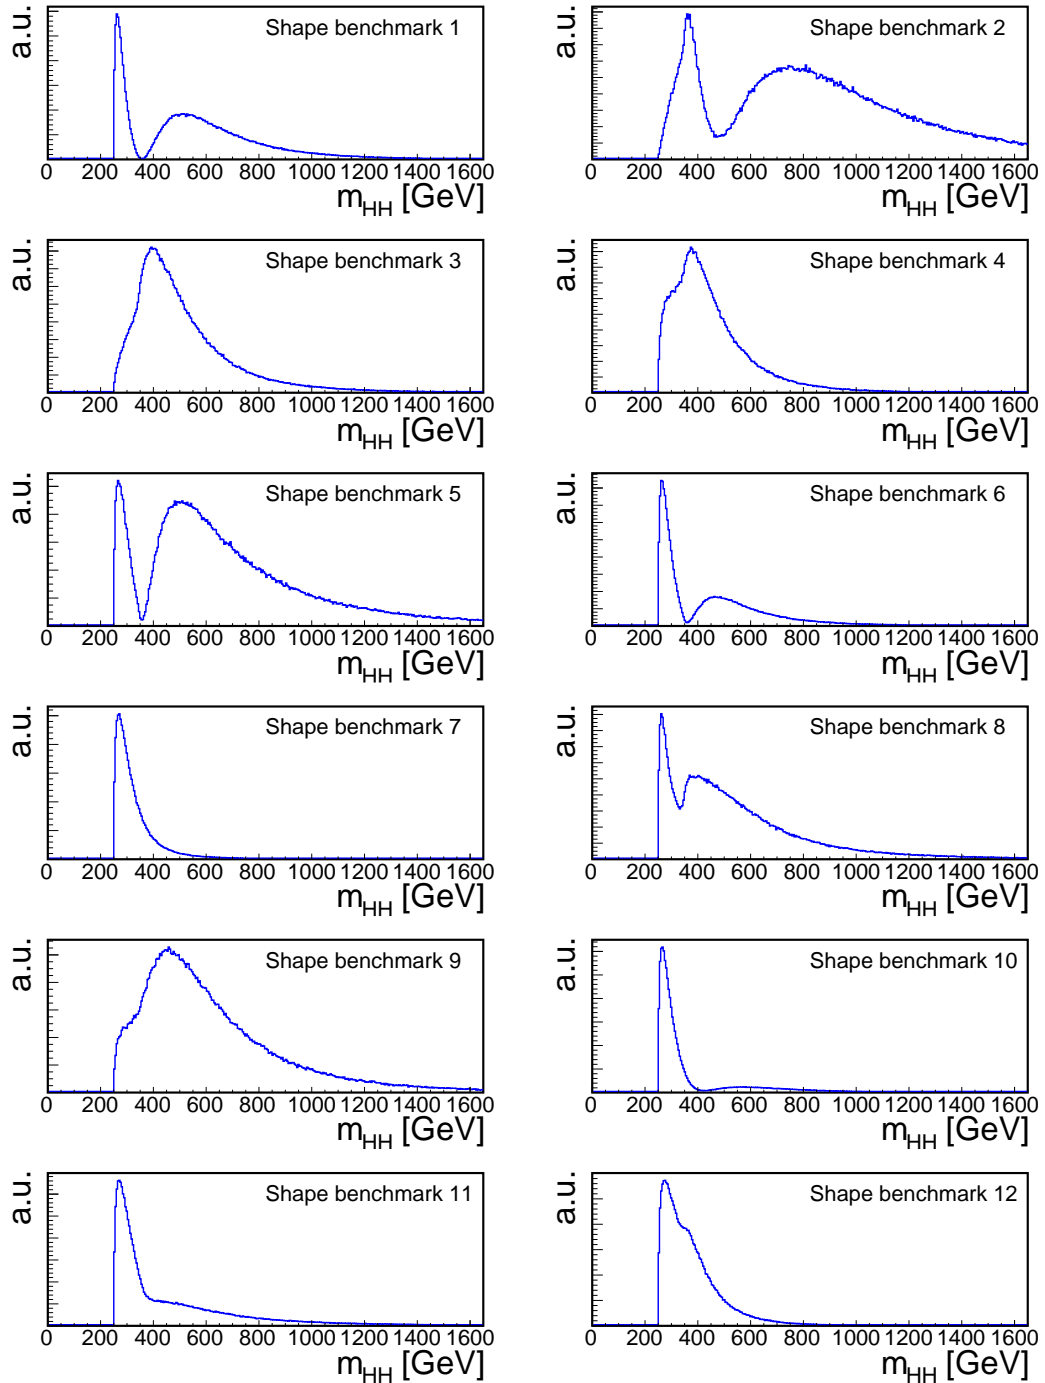 a.u. Shape benchmark 1
0 200 400 600 800 1000 1200 1400 1600
m_HH [GeV]
a.u. Shape benchmark 2
0 200 400 600 800 1000 1200 1400 1600
m_HH [GeV]
a.u. Shape benchmark 3
0 200 400 600 800 1000 1200 1400 1600
m_HH [GeV]
a.u. Shape benchmark 4
0 200 400 600 800 1000 1200 1400 1600
m_HH [GeV]
a.u. Shape benchmark 5
0 200 400 600 800 1000 1200 1400 1600
m_HH [GeV]
a.u. Shape benchmark 6
0 200 400 600 800 1000 1200 1400 1600
m_HH [GeV]
a.u. Shape benchmark 7
0 200 400 600 800 1000 1200 1400 1600
m_HH [GeV]
a.u. Shape benchmark 8
0 200 400 600 800 1000 1200 1400 1600
m_HH [GeV]
a.u. Shape benchmark 9
0 200 400 600 800 1000 1200 1400 1600
m_HH [GeV]
a.u. Shape benchmark 10
0 200 400 600 800 1000 1200 1400 1600
m_HH [GeV]
a.u. Shape benchmark 11
0 200 400 600 800 1000 1200 1400 1600
m_HH [GeV]
a.u. Shape benchmark 12
0 200 400 600 800 1000 1200 1400 1600
m_HH [GeV]